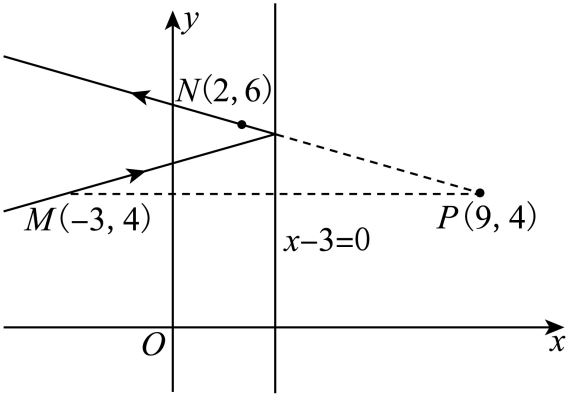 y
N(2, 6)
M(−3, 4)
P(9, 4)
x−3=0
O
x